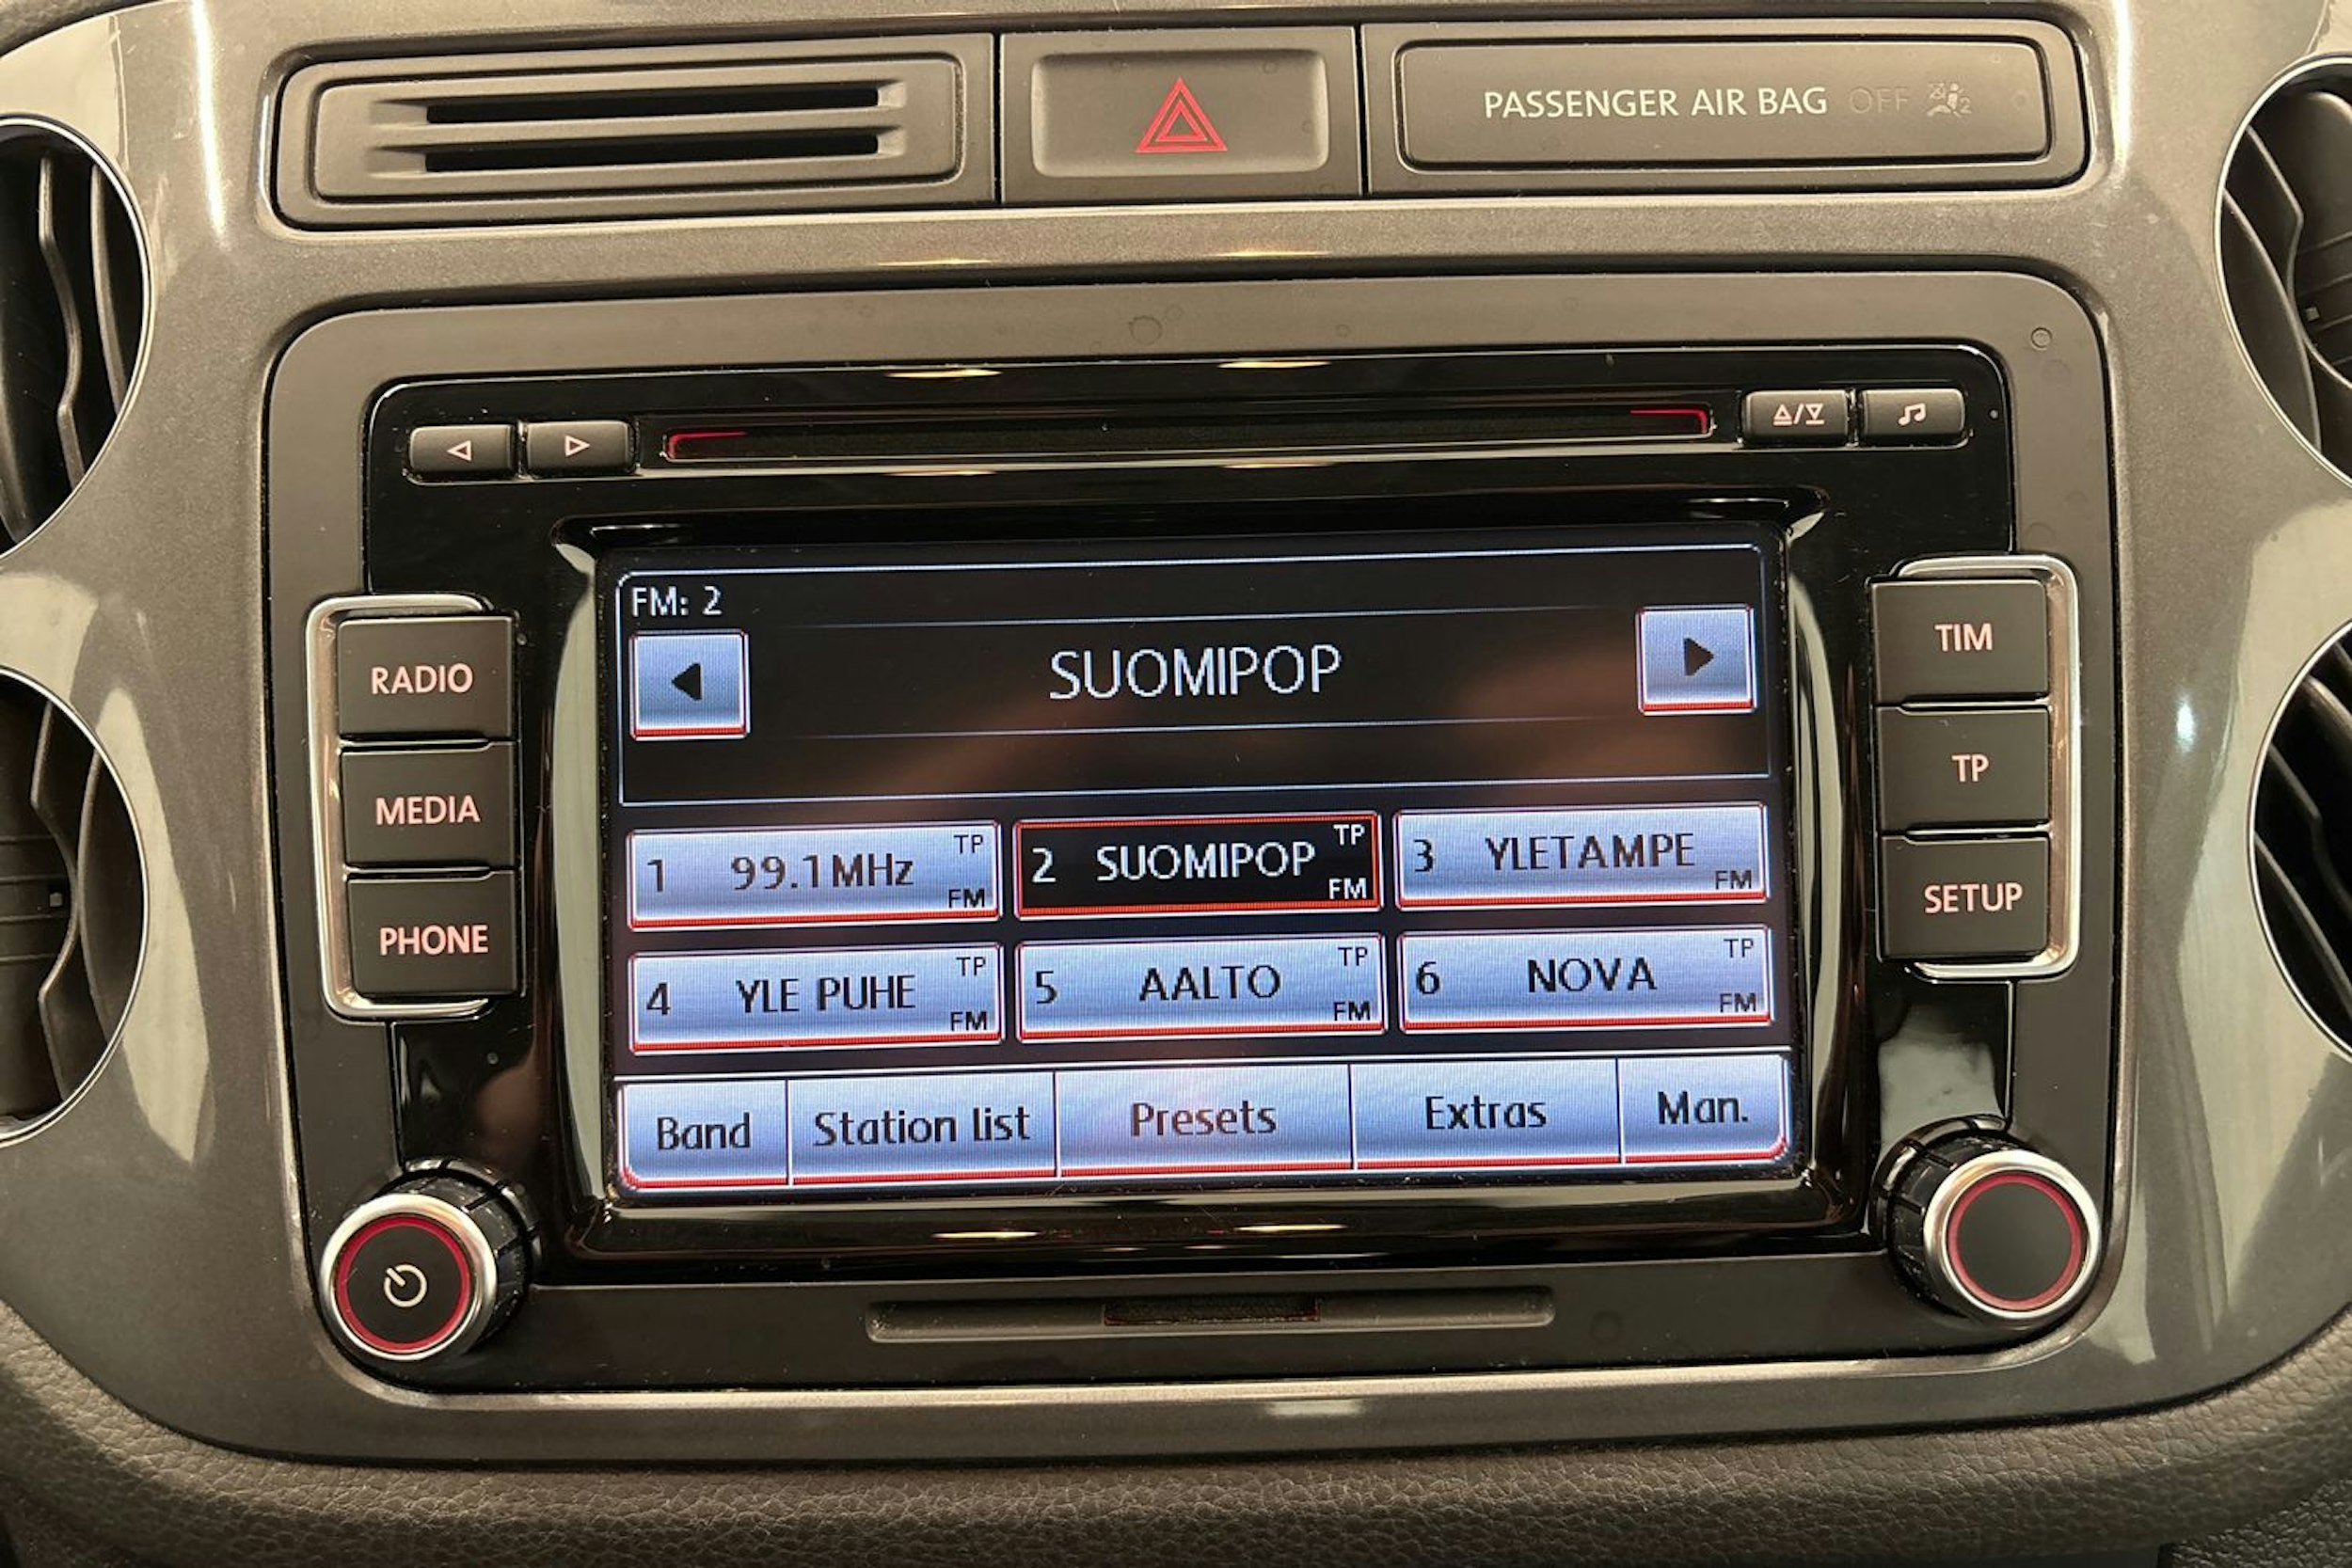 PASSENGER AIR BAG OFF
FM: 2
SUOMIPOP
RADIO
MEDIA
PHONE
TIM
TP
SETUP
1 99.1MHz TP FM
2 SUOMIPOP TP FM
3 YLETAMPE FM
4 YLE PUHE TP FM
5 AALTO TP FM
6 NOVA TP FM
Band Station list Presets Extras Man.